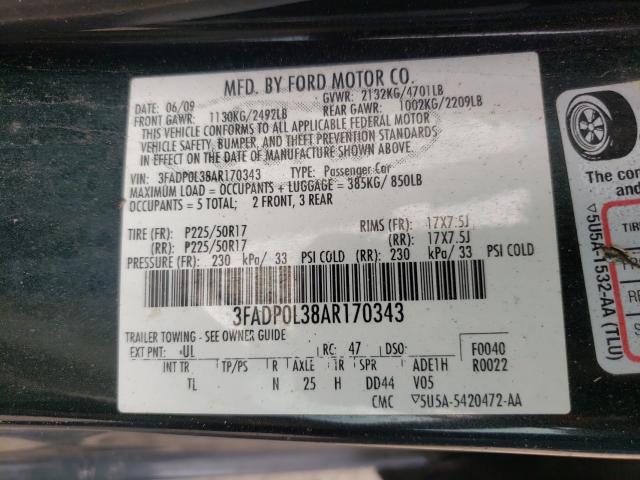 MFD. BY FORD MOTOR CO.
DATE: 06/09 GVWR: 2132KG/4701LB
FRONT GAWR: 1130KG/2492LB REAR GAWR: 1002KG/2209LB
THIS VEHICLE CONFORMS TO ALL APPLICABLE FEDERAL MOTOR
VEHICLE SAFETY, BUMPER, AND THEFT PREVENTION STANDARDS
IN EFFECT ON THE DATE OF MANUFACTURE SHOWN ABOVE.
VIN: 3FADP0L38AR170343 TYPE: Passenger Car
MAXIMUM LOAD = OCCUPANTS + LUGGAGE = 385KG/ 850LB
OCCUPANTS = 5 TOTAL; 2 FRONT, 3 REAR
TIRE (FR): P225/50R17 RIMS (FR): 17X7.5J
(RR): P225/50R17 (RR): 17X7.5J
PRESSURE (FR): 230 kPa/ 33 PSI COLD (RR): 230 kPa/ 33 PSI COLD
3FADP0L38AR170343
TRAILER TOWING - SEE OWNER GUIDE
EXT PNT: UL RC: 47 DSO: F0040
INT TR TP/PS R AXLE TR SPR ADE1H R0022
TL N 25 H DD44 V05
CMC ▽5U5A-5420472-AA
The con
and
▽5U5A-1532-AA (TLU)
TIR
RE